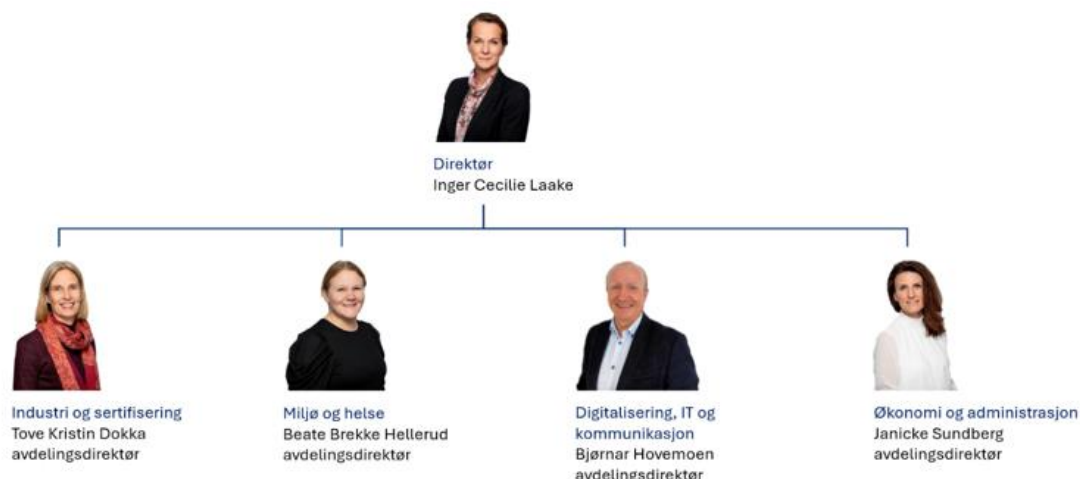 Direktør
Inger Cecilie Laake
Industri og sertifisering
Tove Kristin Dokka
avdelingsdirektør
Miljø og helse
Beate Brekke Hellerud
avdelingsdirektør
Digitalisering, IT og
kommunikasjon
Bjørnar Hovemoen
avdelingsdirektør
Økonomi og administrasjon
Janicke Sundberg
avdelingsdirektør